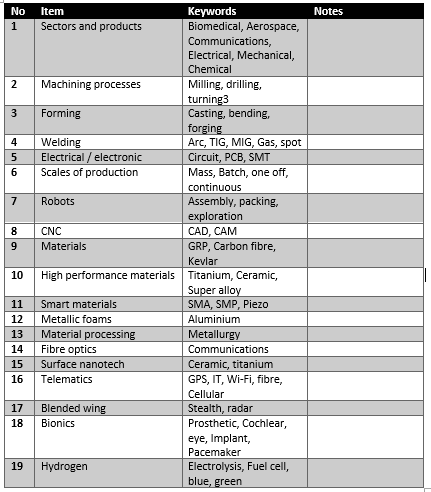 No Item Keywords Notes
1 Sectors and products Biomedical, Aerospace,
Communications,
Electrical, Mechanical,
Chemical
2 Machining processes Milling, drilling,
turning3
3 Forming Casting, bending,
forging
4 Welding Arc, TIG, MIG, Gas, spot
5 Electrical / electronic Circuit, PCB, SMT
6 Scales of production Mass, Batch, one off,
continuous
7 Robots Assembly, packing,
exploration
8 CNC CAD, CAM
9 Materials GRP, Carbon fibre,
Kevlar
10 High performance materials Titanium, Ceramic,
Super alloy
11 Smart materials SMA, SMP, Piezo
12 Metallic foams Aluminium
13 Material processing Metallurgy
14 Fibre optics Communications
15 Surface nanotech Ceramic, titanium
16 Telematics GPS, IT, Wi-Fi, fibre,
Cellular
17 Blended wing Stealth, radar
18 Bionics Prosthetic, Cochlear,
eye, Implant,
Pacemaker
19 Hydrogen Electrolysis, Fuel cell,
blue, green